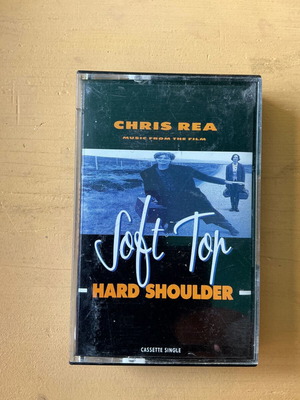 CHRIS REA
MUSIC FROM THE FILM
Soft Top
HARD SHOULDER
CASSETTE SINGLE